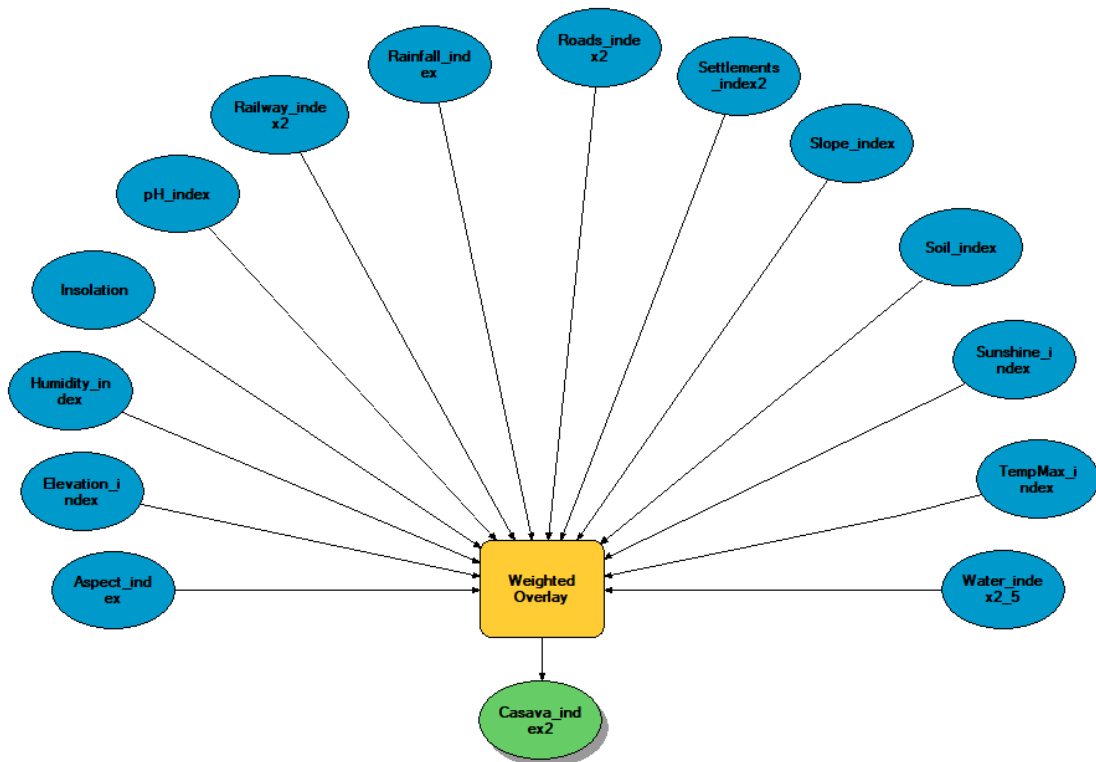 Roads_inde
x2
Rainfall_ind
ex
Settlements
_index2
Railway_inde
x2
Slope_index
pH_index
Soil_index
Insolation
Sunshine_i
ndex
Humidity_in
dex
TempMax_i
ndex
Elevation_i
ndex
Aspect_ind
ex
Weighted
Overlay
Water_inde
x2_5
Casava_ind
ex2